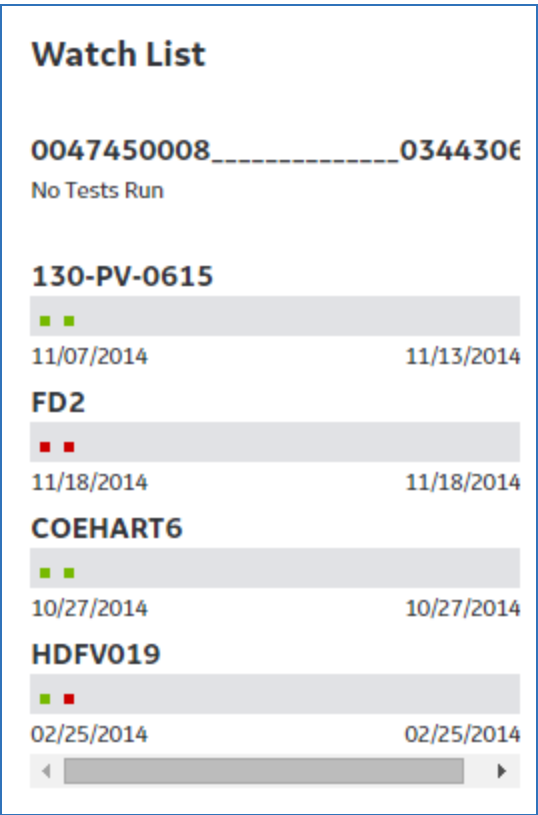 Watch List
0047450008______________0344306
No Tests Run
130-PV-0615
11/07/2014 11/13/2014
FD2
11/18/2014 11/18/2014
COEHART6
10/27/2014 10/27/2014
HDFV019
02/25/2014 02/25/2014